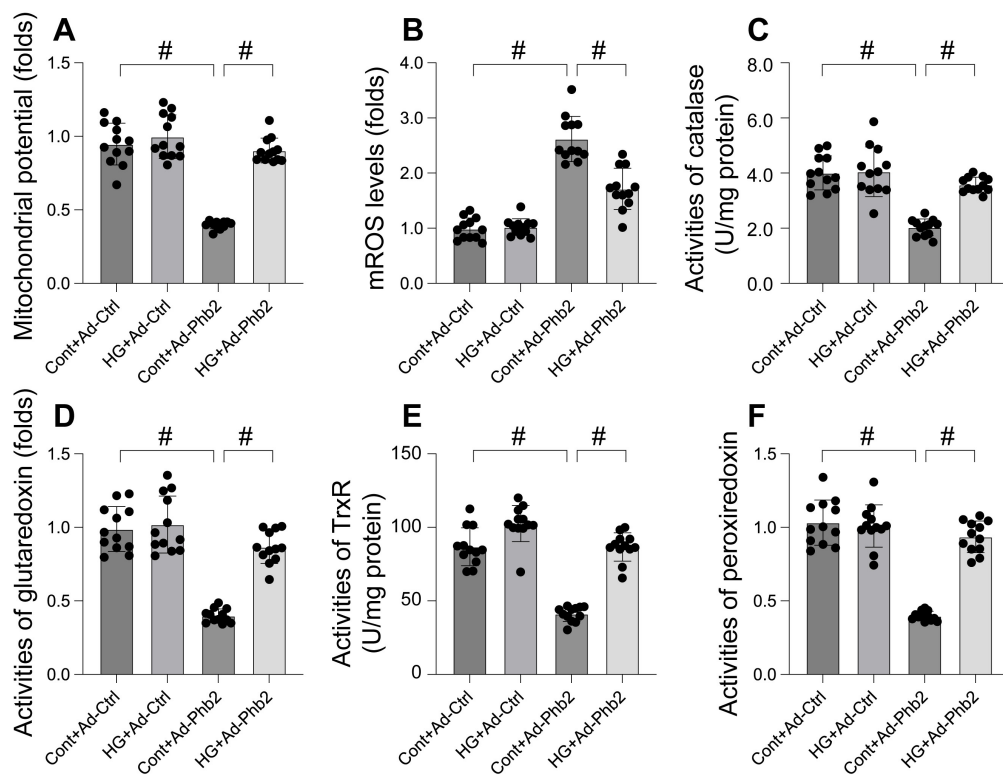 A
Mitochondrial potential (folds)
# #
1.5
1.0
0.5
0.0
Cont+Ad-Ctrl
HG+Ad-Ctrl
Cont+Ad-Phb2
HG+Ad-Phb2
B
mROS levels (folds)
# #
4.0
3.0
2.0
1.0
0.0
Cont+Ad-Ctrl
HG+Ad-Ctrl
Cont+Ad-Phb2
HG+Ad-Phb2
C
Activities of catalase
(U/mg protein)
# #
8.0
6.0
4.0
2.0
0.0
Cont+Ad-Ctrl
HG+Ad-Ctrl
Cont+Ad-Phb2
HG+Ad-Phb2
D
Activities of glutaredoxin (folds)
# #
1.5
1.0
0.5
0.0
Cont+Ad-Ctrl
HG+Ad-Ctrl
Cont+Ad-Phb2
HG+Ad-Phb2
E
Activities of TrxR
(U/mg protein)
# #
150
100
50
0
Cont+Ad-Ctrl
HG+Ad-Ctrl
Cont+Ad-Phb2
HG+Ad-Phb2
F
Activities of peroxiredoxin
# #
1.5
1.0
0.5
0.0
Cont+Ad-Ctrl
HG+Ad-Ctrl
Cont+Ad-Phb2
HG+Ad-Phb2